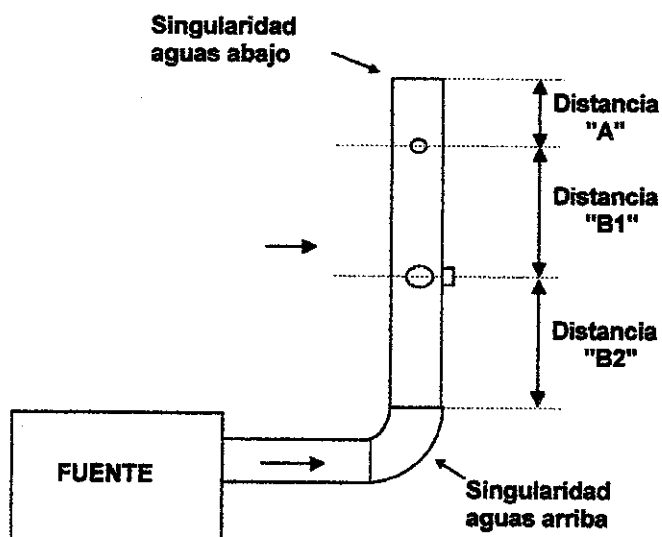 Singularidad
aguas abajo
Distancia
"A"
Distancia
"B1"
Distancia
"B2"
FUENTE
Singularidad
aguas arriba